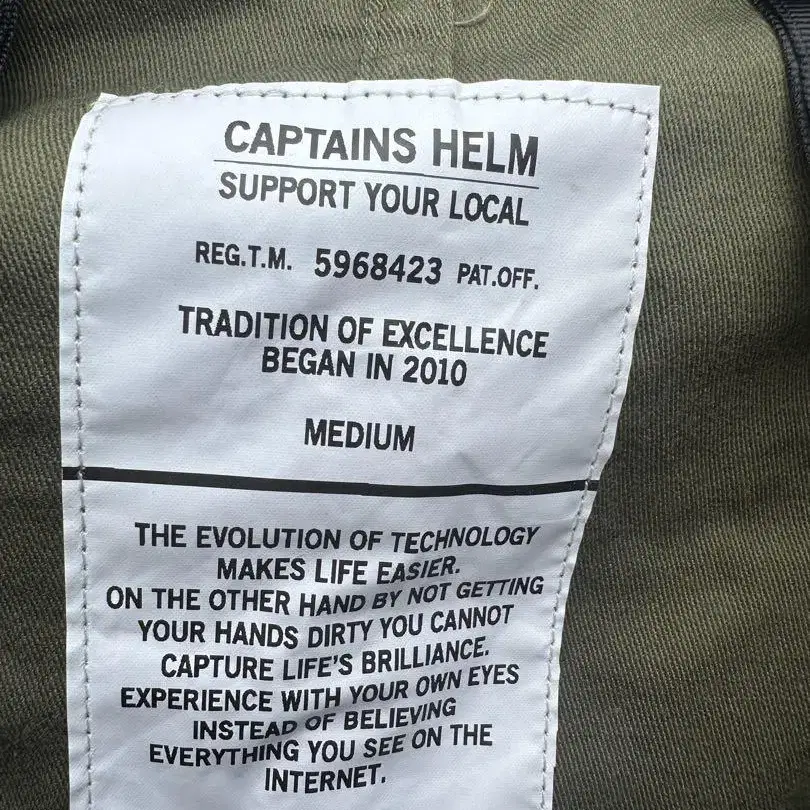 CAPTAINS HELM
SUPPORT YOUR LOCAL
REG.T.M. 5968423 PAT.OFF.
TRADITION OF EXCELLENCE
BEGAN IN 2010
MEDIUM
THE EVOLUTION OF TECHNOLOGY
MAKES LIFE EASIER.
ON THE OTHER HAND BY NOT GETTING
YOUR HANDS DIRTY YOU CANNOT
CAPTURE LIFE'S BRILLIANCE.
EXPERIENCE WITH YOUR OWN EYES
INSTEAD OF BELIEVING
EVERYTHING YOU SEE ON THE
INTERNET.